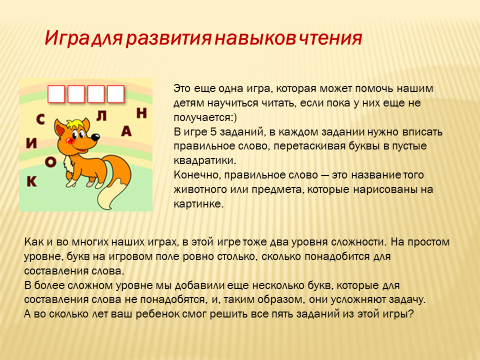 Игра для развития навыков чтения
С Л Н
А
И
О
К
Это еще одна игра, которая может помочь нашим
детям научиться читать, если пока у них еще не
получается:)
В игре 5 заданий, в каждом задании нужно вписать
правильное слово, перетаскивая буквы в пустые
квадратики.
Конечно, правильное слово — это название того
животного или предмета, которые нарисованы на
картинке.
Как и во многих наших играх, в этой игре тоже два уровня сложности. На простом
уровне, букв на игровом поле ровно столько, сколько понадобится для
составления слова.
В более сложном уровне мы добавили еще несколько букв, которые для
составления слова не понадобятся, и, таким образом, они усложняют задачу.
А во сколько лет ваш ребенок смог решить все пять заданий из этой игры?